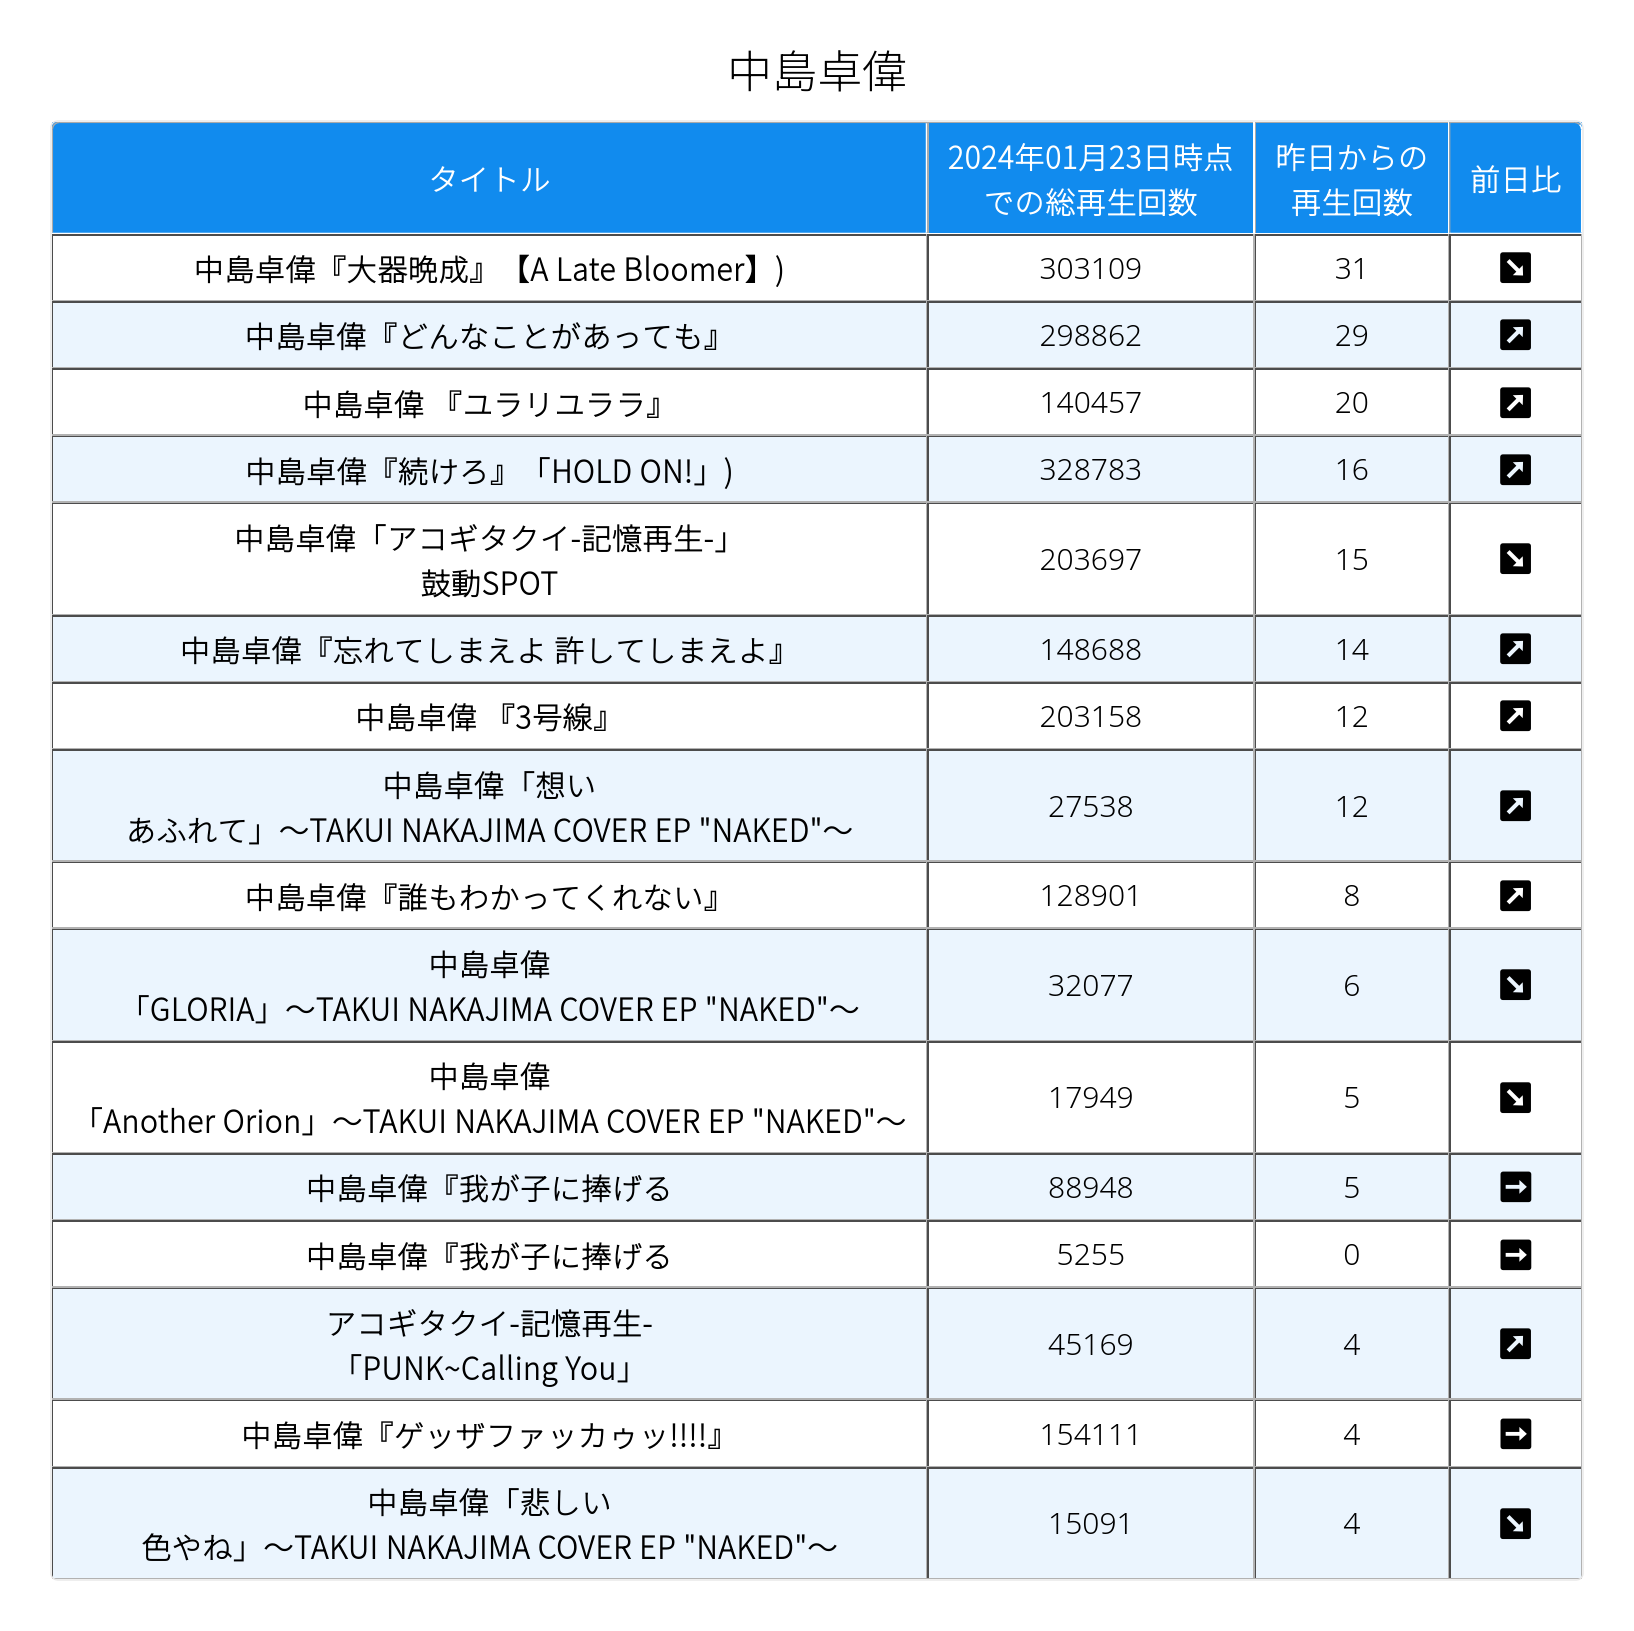 中島卓偉
タイトル
2024年01月23日時点
での総再生回数
昨日からの
再生回数
前日比
中島卓偉『大器晩成』【A Late Bloomer】)
303109
31
中島卓偉『どんなことがあっても』
298862
29
中島卓偉 『ユラリユララ』
140457
20
中島卓偉『続けろ』「HOLD ON!」)
328783
16
中島卓偉「アコギタクイ-記憶再生-」
鼓動SPOT
203697
15
中島卓偉『忘れてしまえよ 許してしまえよ』
148688
14
中島卓偉 『3号線』
203158
12
中島卓偉「想い
あふれて」～TAKUI NAKAJIMA COVER EP "NAKED"～
27538
12
中島卓偉『誰もわかってくれない』
128901
8
中島卓偉
「GLORIA」～TAKUI NAKAJIMA COVER EP "NAKED"～
32077
6
中島卓偉
「Another Orion」～TAKUI NAKAJIMA COVER EP "NAKED"～
17949
5
中島卓偉『我が子に捧げる
88948
5
中島卓偉『我が子に捧げる
5255
0
アコギタクイ-記憶再生-
「PUNK~Calling You」
45169
4
中島卓偉『ゲッザファッカゥッ!!!!』
154111
4
中島卓偉「悲しい
色やね」～TAKUI NAKAJIMA COVER EP "NAKED"～
15091
4